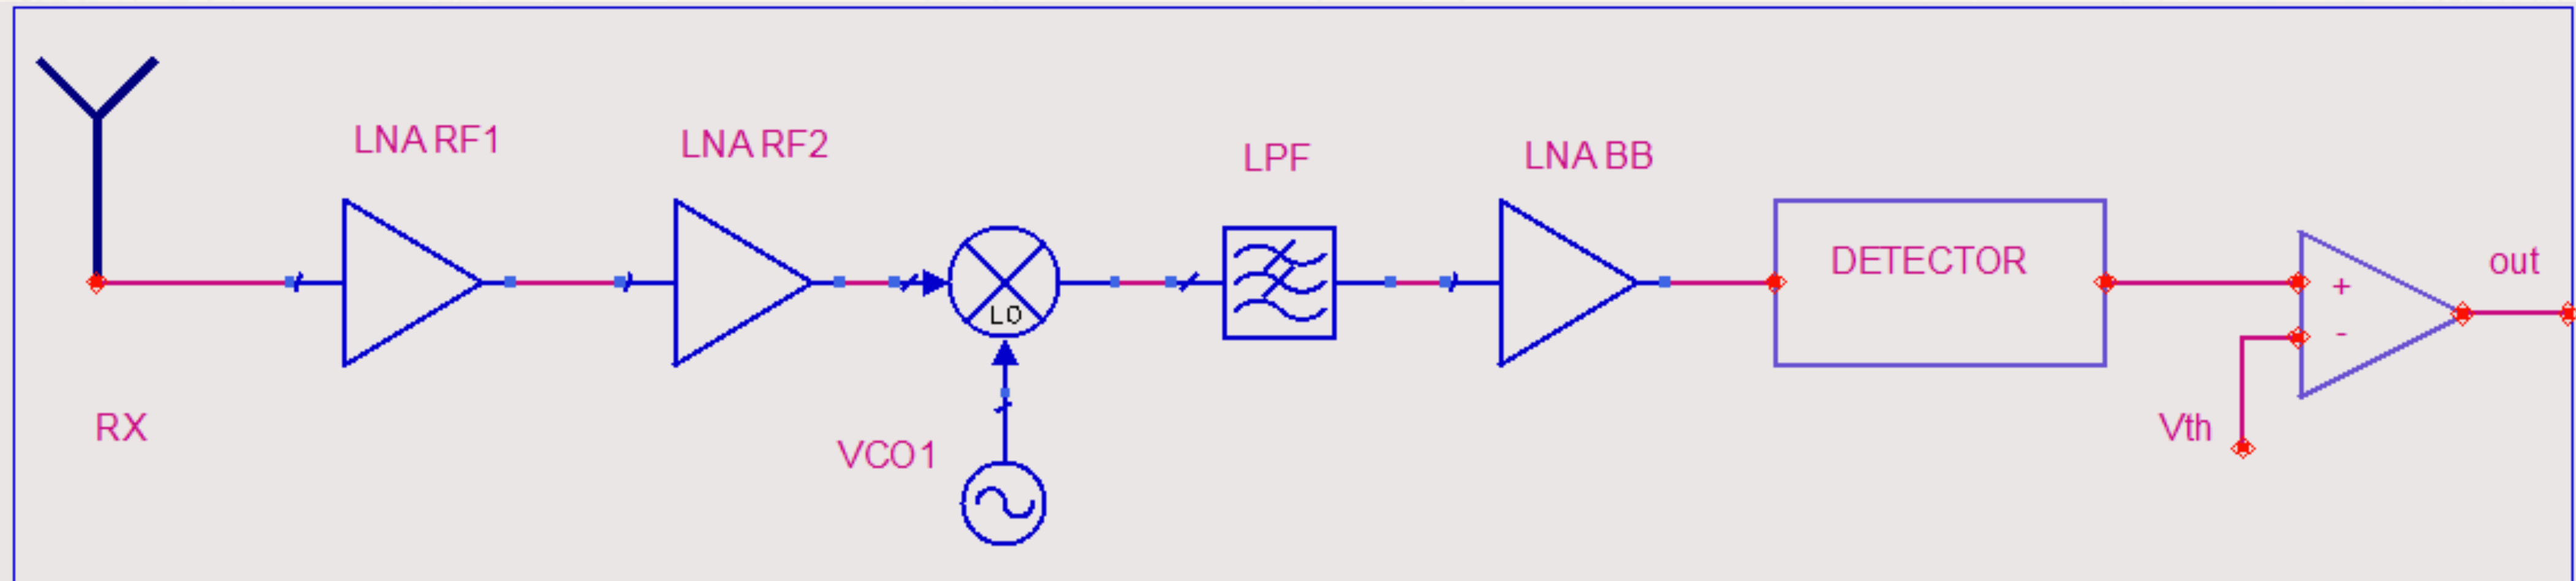 LNA RF1
LNA RF2
LPF
LNA BB
DETECTOR
out
+
-
LO
RX
VCO1
Vth